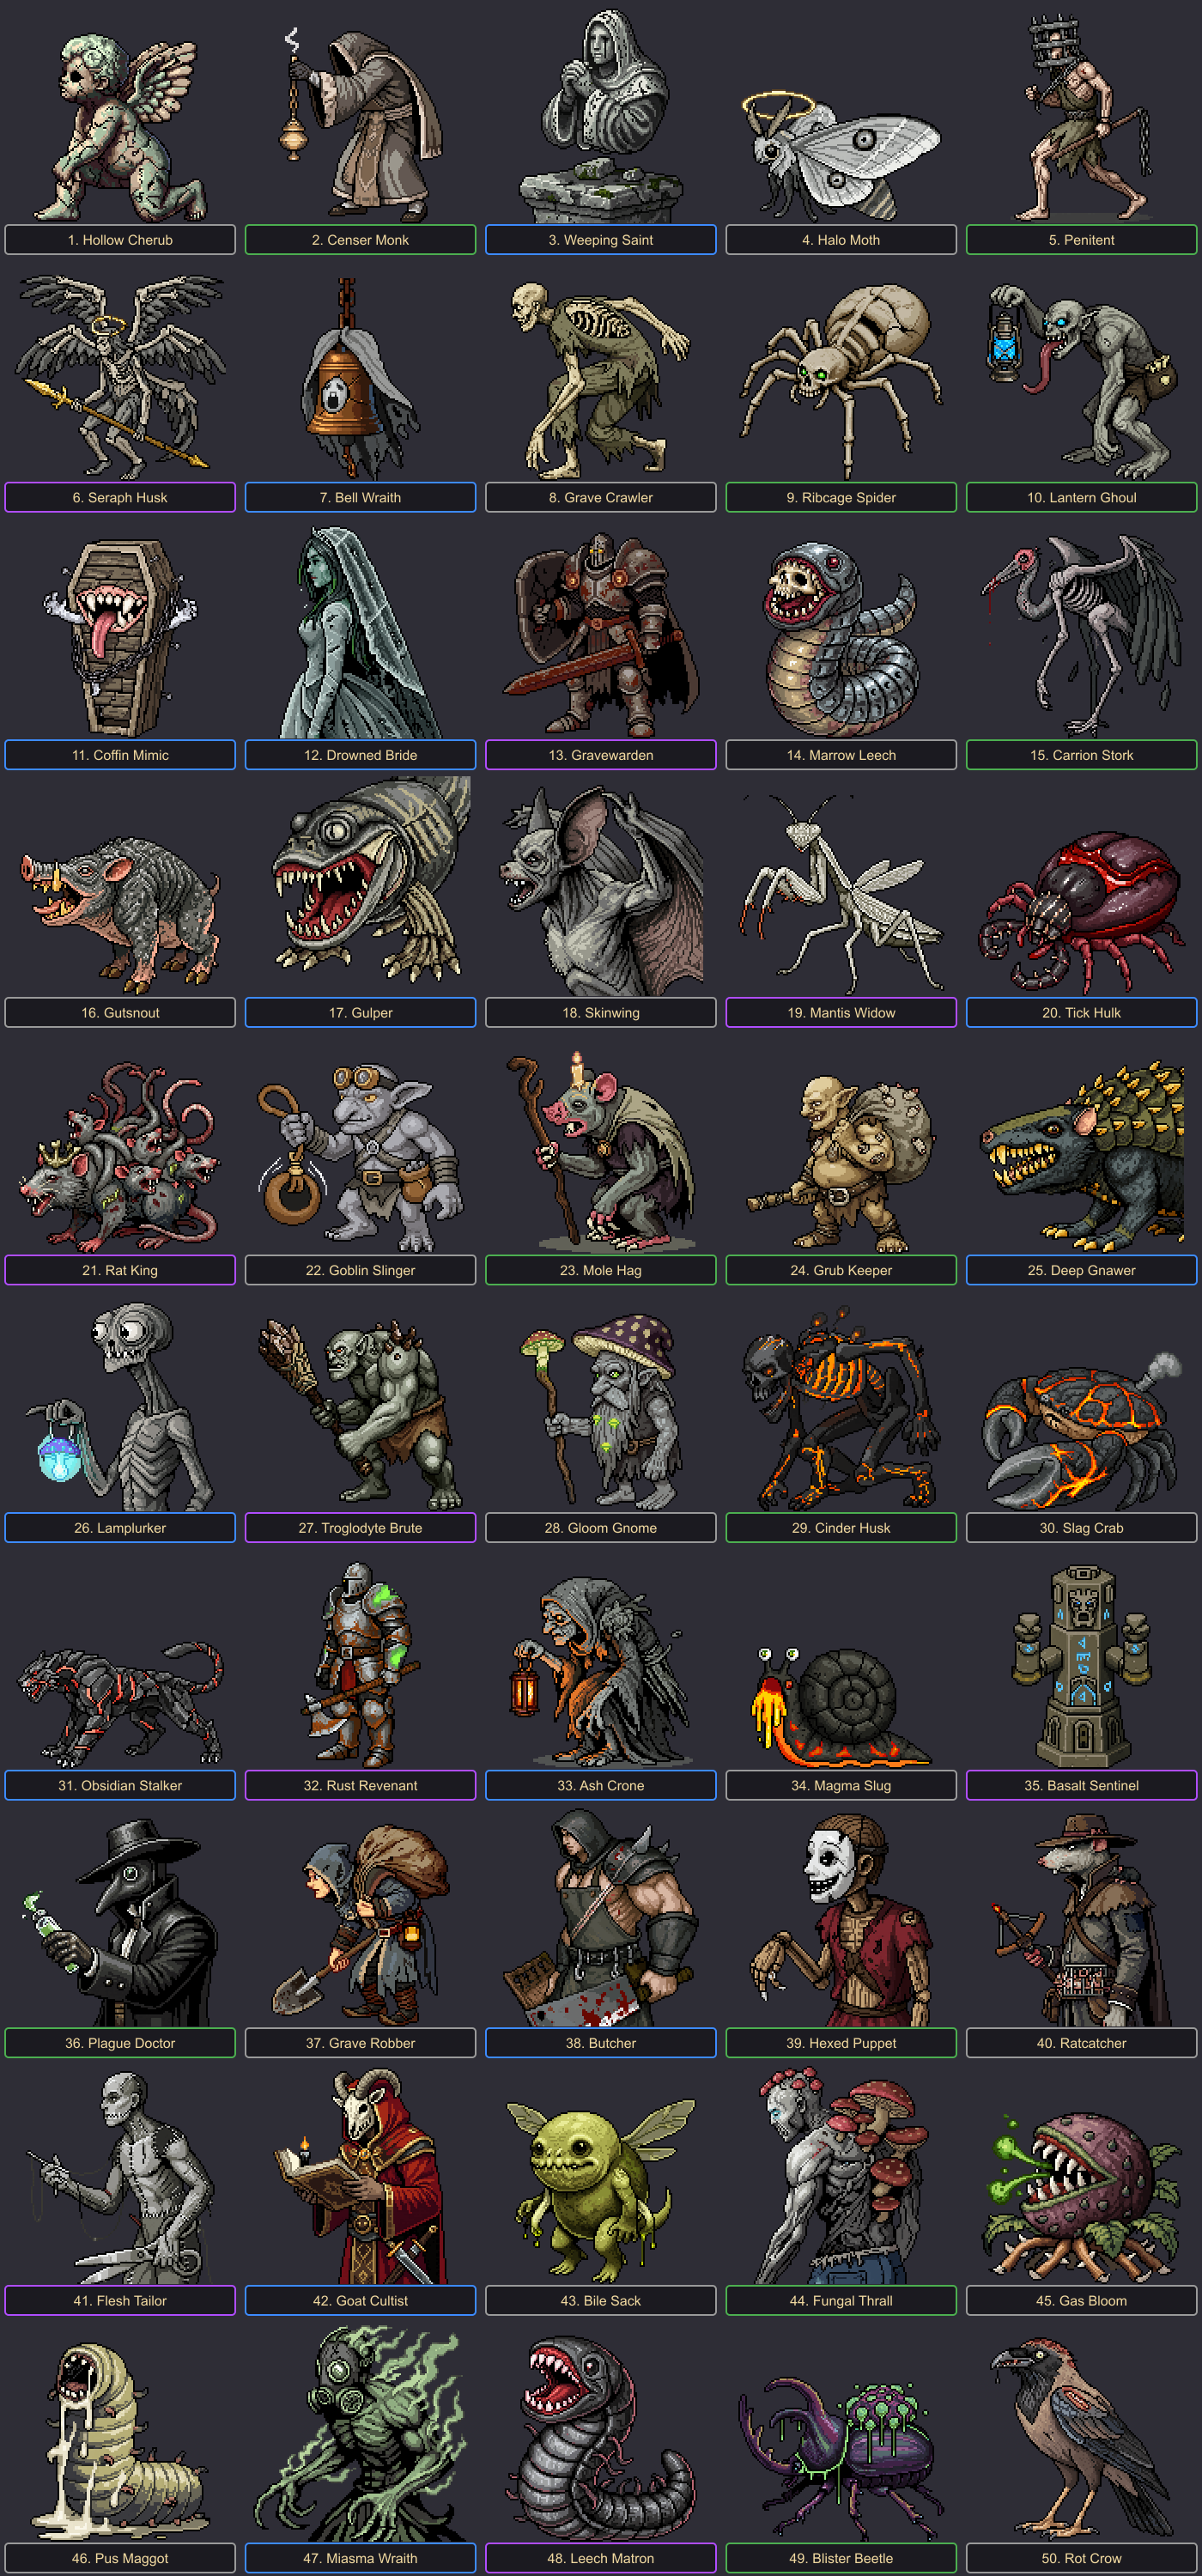 1. Hollow Cherub
2. Censer Monk
3. Weeping Saint
4. Halo Moth
5. Penitent
6. Seraph Husk
7. Bell Wraith
8. Grave Crawler
9. Ribcage Spider
10. Lantern Ghoul
11. Coffin Mimic
12. Drowned Bride
13. Gravewarden
14. Marrow Leech
15. Carrion Stork
16. Gutsnout
17. Gulper
18. Skinwing
19. Mantis Widow
20. Tick Hulk
21. Rat King
22. Goblin Slinger
23. Mole Hag
24. Grub Keeper
25. Deep Gnawer
26. Lamplurker
27. Troglodyte Brute
28. Gloom Gnome
29. Cinder Husk
30. Slag Crab
31. Obsidian Stalker
32. Rust Revenant
33. Ash Crone
34. Magma Slug
35. Basalt Sentinel
36. Plague Doctor
37. Grave Robber
38. Butcher
39. Hexed Puppet
40. Ratcatcher
41. Flesh Tailor
42. Goat Cultist
43. Bile Sack
44. Fungal Thrall
45. Gas Bloom
46. Pus Maggot
47. Miasma Wraith
48. Leech Matron
49. Blister Beetle
50. Rot Crow